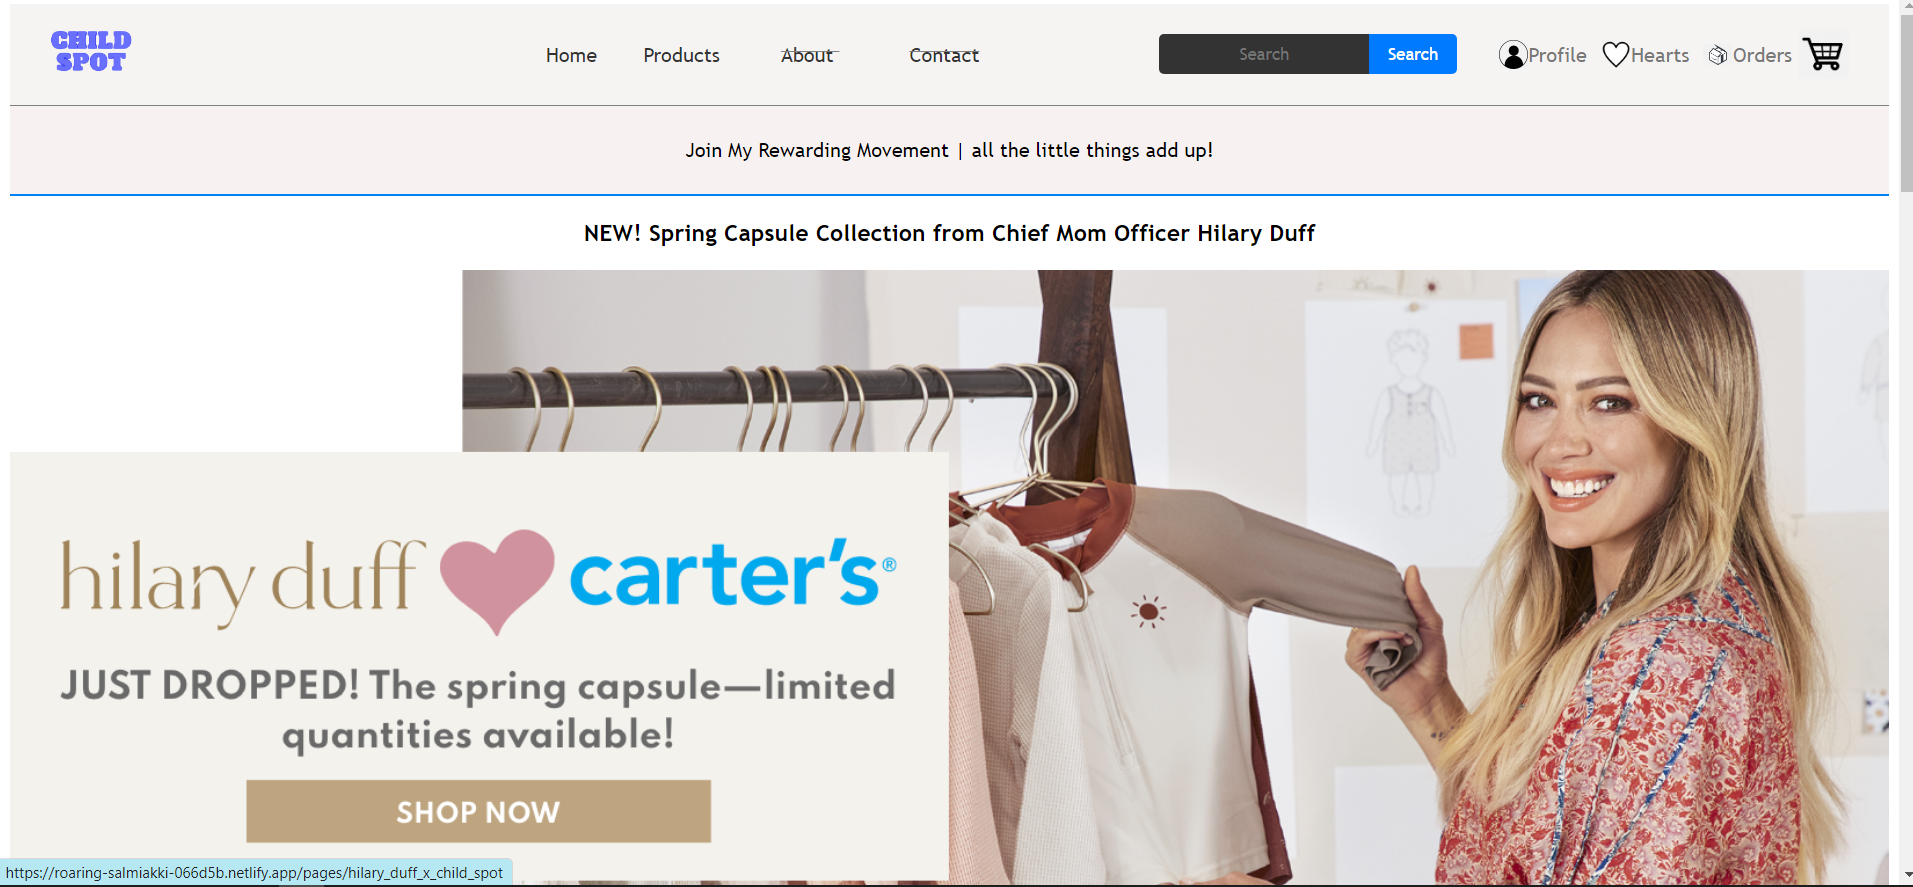 CHILD
SPOT
Home Products About Contact Search Search Profile Hearts Orders
Join My Rewarding Movement | all the little things add up!
NEW! Spring Capsule Collection from Chief Mom Officer Hilary Duff
hilary duff carter's®
JUST DROPPED! The spring capsule—limited
quantities available!
SHOP NOW
https://roaring-salmiakki-066d5b.netlify.app/pages/hilary_duff_x_child_spot